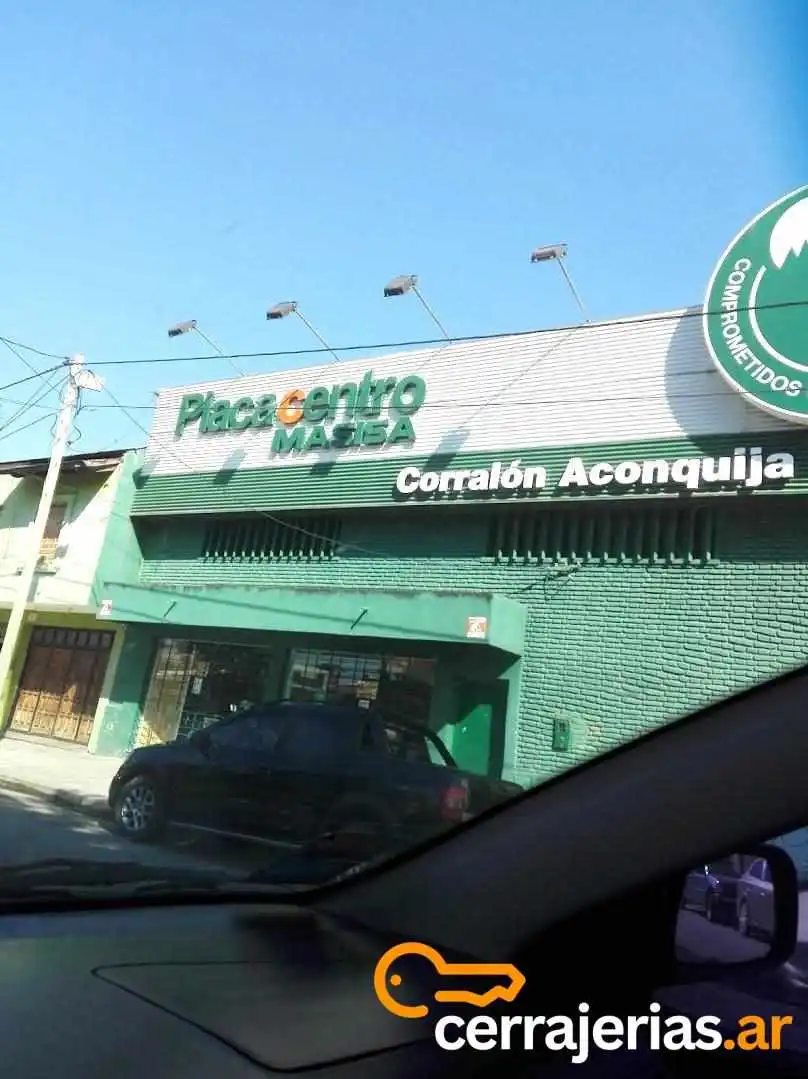 Placacentro
MASISA
Corralón Aconquija
COMPROMETIDOS
cerrajerias.ar